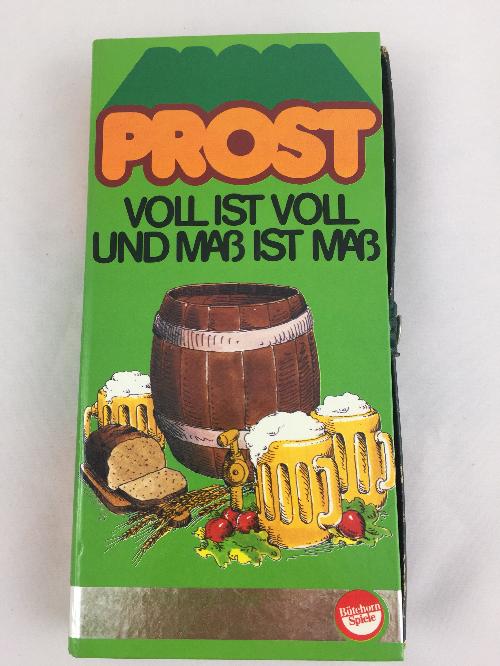 PROST
VOLL IST VOLL
UND MAß IST MAß
Bütehorn
Spiele